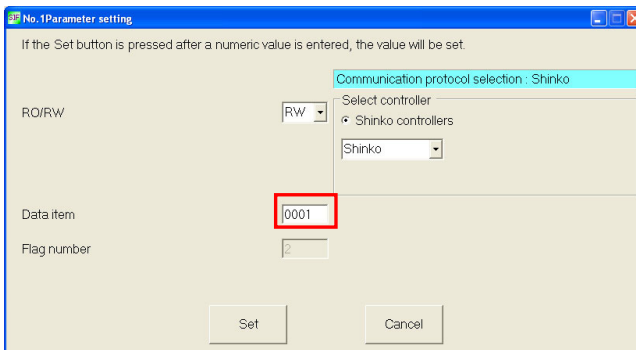 No.1Parameter setting
If the Set button is pressed after a numeric value is entered, the value will be set.
Communication protocol selection : Shinko
RO/RW
RW
Select controller
Shinko controllers
Shinko
Data item
0001
Flag number
2
Set
Cancel